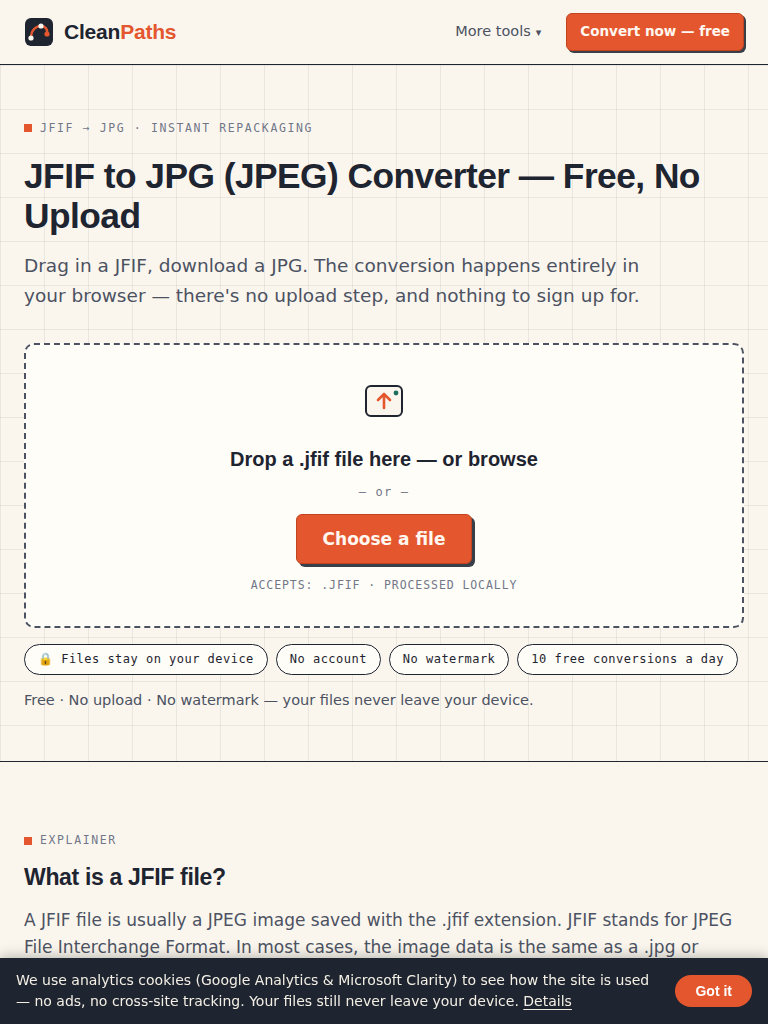 CleanPaths
More tools ▾
Convert now — free
JFIF → JPG · INSTANT REPACKAGING
JFIF to JPG (JPEG) Converter — Free, No
Upload
Drag in a JFIF, download a JPG. The conversion happens entirely in
your browser — there's no upload step, and nothing to sign up for.
Drop a .jfif file here — or browse
— or —
Choose a file
ACCEPTS: .JFIF · PROCESSED LOCALLY
🔒 Files stay on your device
No account
No watermark
10 free conversions a day
Free · No upload · No watermark — your files never leave your device.
EXPLAINER
What is a JFIF file?
A JFIF file is usually a JPEG image saved with the .jfif extension. JFIF stands for JPEG
File Interchange Format. In most cases, the image data is the same as a .jpg or
We use analytics cookies (Google Analytics & Microsoft Clarity) to see how the site is used
— no ads, no cross-site tracking. Your files still never leave your device. Details
Got it